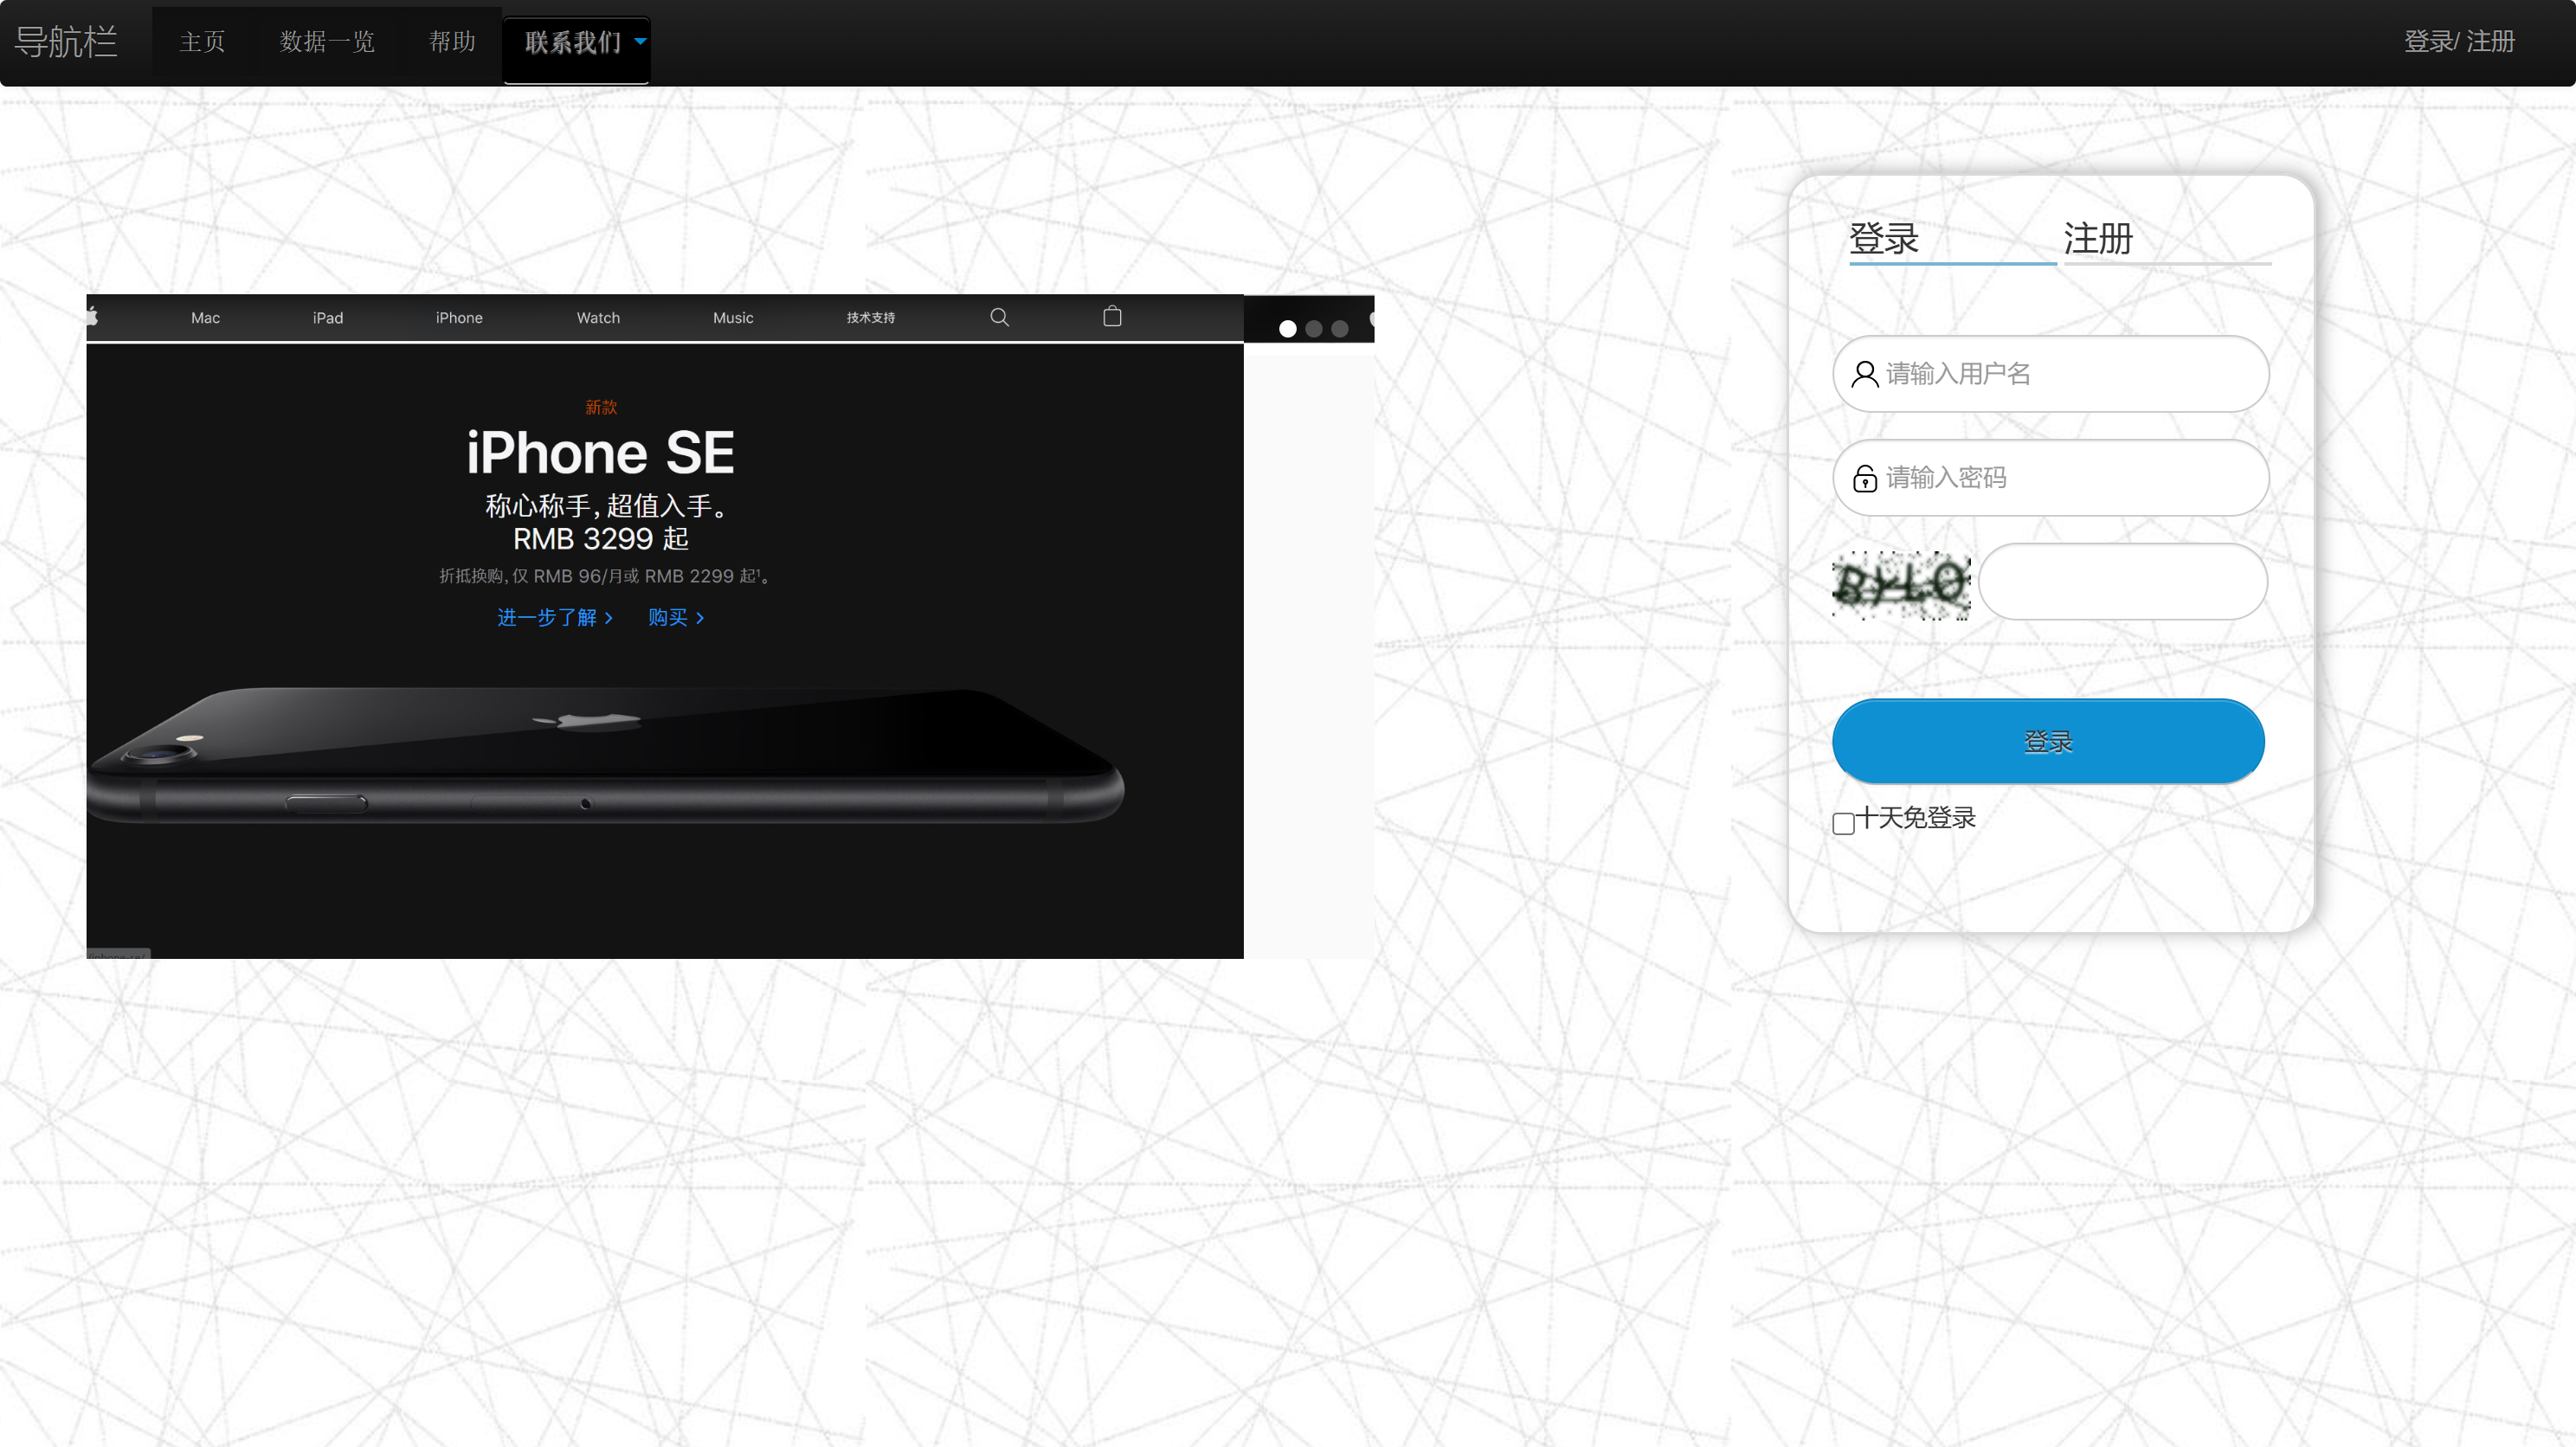 导航栏 主页 数据一览 帮助 联系我们 登录/ 注册
登录 注册
Mac iPad iPhone Watch Music 技术支持
请输入用户名
新款
iPhone SE
请输入密码
称心称手，超值入手。
RMB 3299 起
折抵换购，仅 RMB 96/月或 RMB 2299 起¹。
进一步了解 > 购买 >
登录
十天免登录